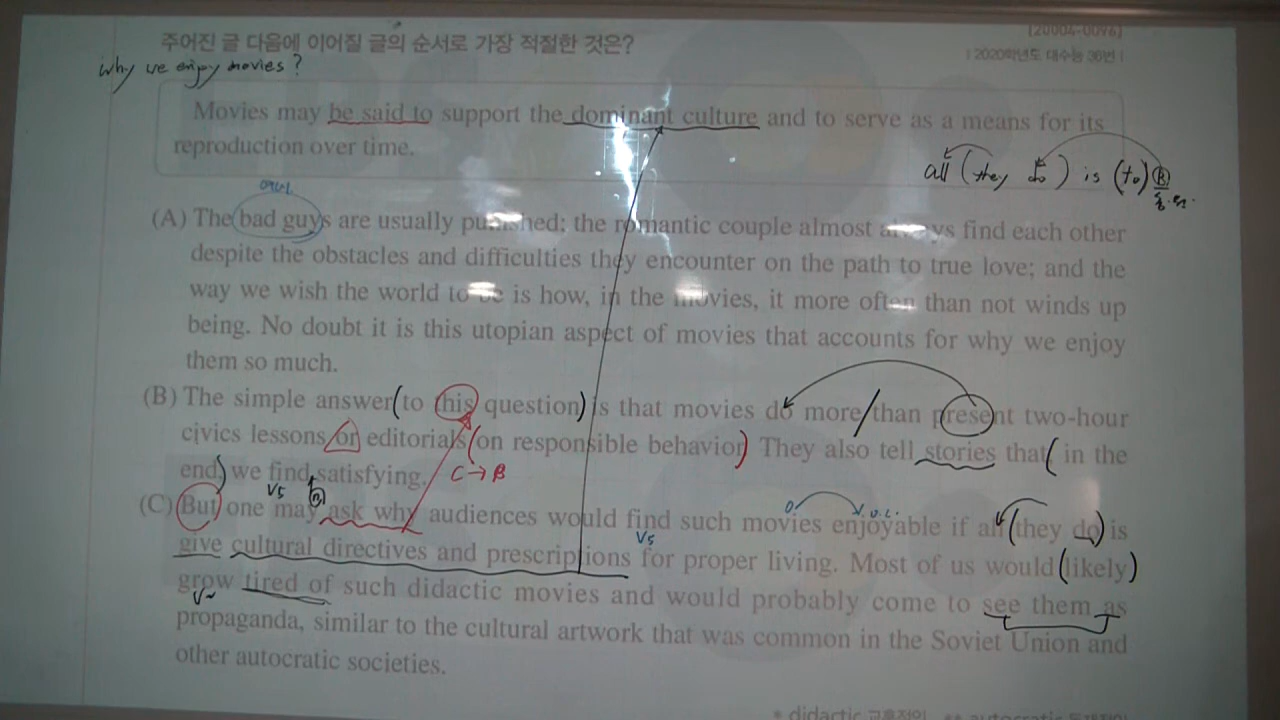 [20004-0096]
주어진 글 다음에 이어질 글의 순서로 가장 적절한 것은?
I 2020학년도 대수능 36번 I
why we enjoy movies?
Movies may be said to support the dominant culture and to serve as a means for its
reproduction over time.
all (they do) is (to) Ⓡ
(A) The bad guys are usually punished; the romantic couple almost always find each other
despite the obstacles and difficulties they encounter on the path to true love; and the
way we wish the world to be is how, in the movies, it more often than not winds up
being. No doubt it is this utopian aspect of movies that accounts for why we enjoy
them so much.
(B) The simple answer (to this question) is that movies do more / than present two-hour
civics lessons or editorials (on responsible behavior) They also tell stories that (in the
end,) we find satisfying.
C → B
V5
(C) But one may ask why audiences would find such movies enjoyable if all (they do) is
O
V5
give cultural directives and prescriptions for proper living. Most of us would (likely)
grow tired of such didactic movies and would probably come to see them as
propaganda, similar to the cultural artwork that was common in the Soviet Union and
other autocratic societies.
* didactic 교훈적인 ** autocratic